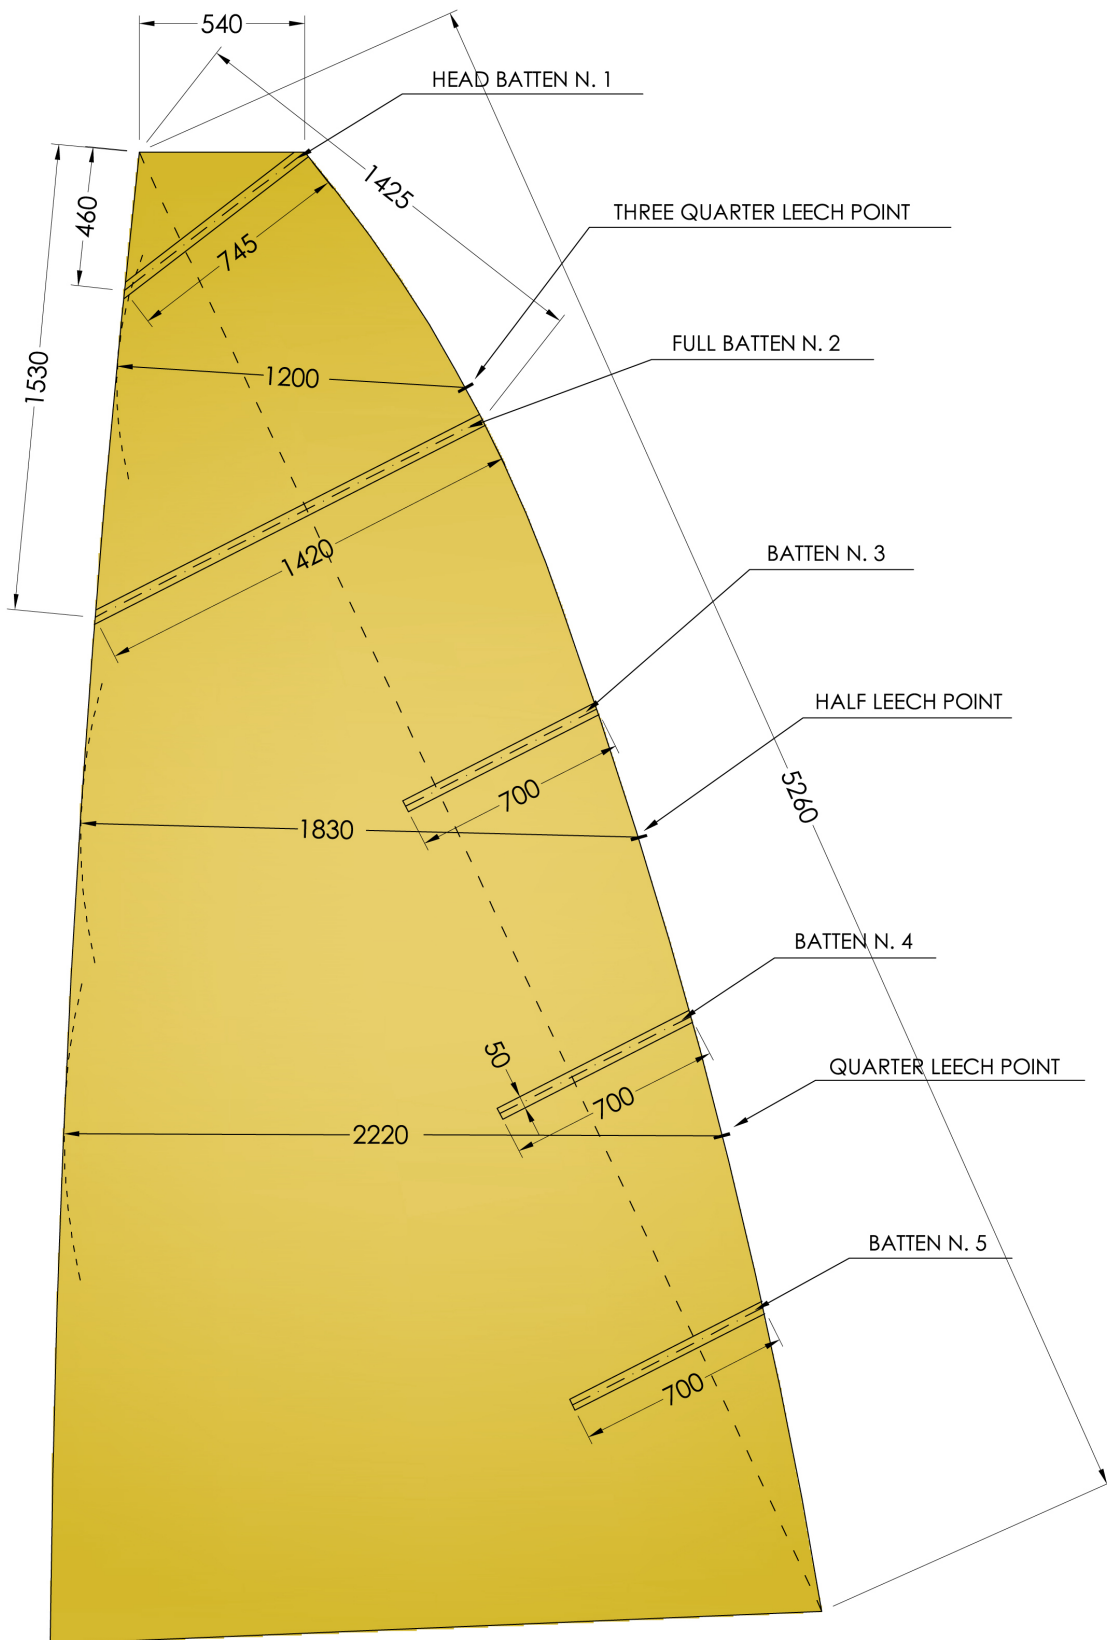 540
HEAD BATTEN N. 1
1425
460
THREE QUARTER LEECH POINT
745
1530
FULL BATTEN N. 2
1200
1420
BATTEN N. 3
HALF LEECH POINT
700
5260
1830
BATTEN N. 4
50
QUARTER LEECH POINT
700
2220
BATTEN N. 5
700